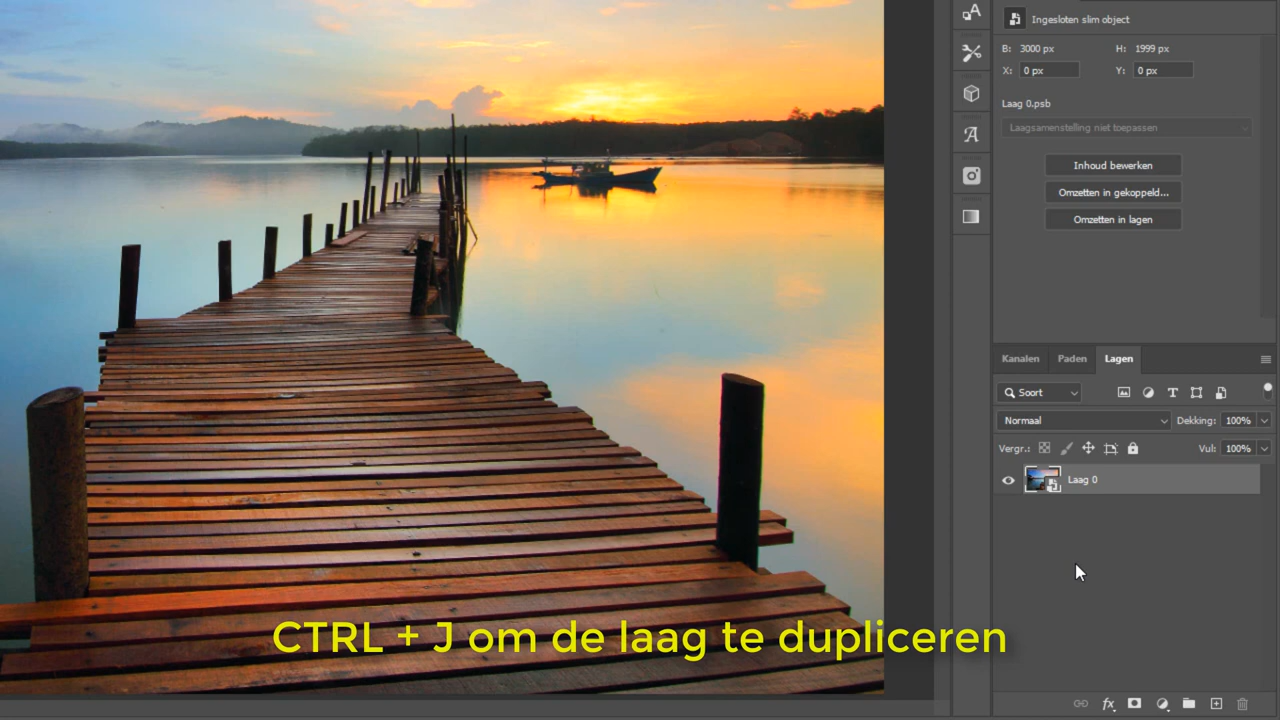 Ingesloten slim object
B: 3000 px H: 1999 px
X: 0 px Y: 0 px
Laag 0.psb
Laagsamenstelling niet toepassen
Inhoud bewerken
Omzetten in gekoppeld...
Omzetten in lagen
Kanalen Paden Lagen
Soort
Normaal Dekking: 100%
Vergr.: Vul: 100%
Laag 0
CTRL + J om de laag te dupliceren
fx